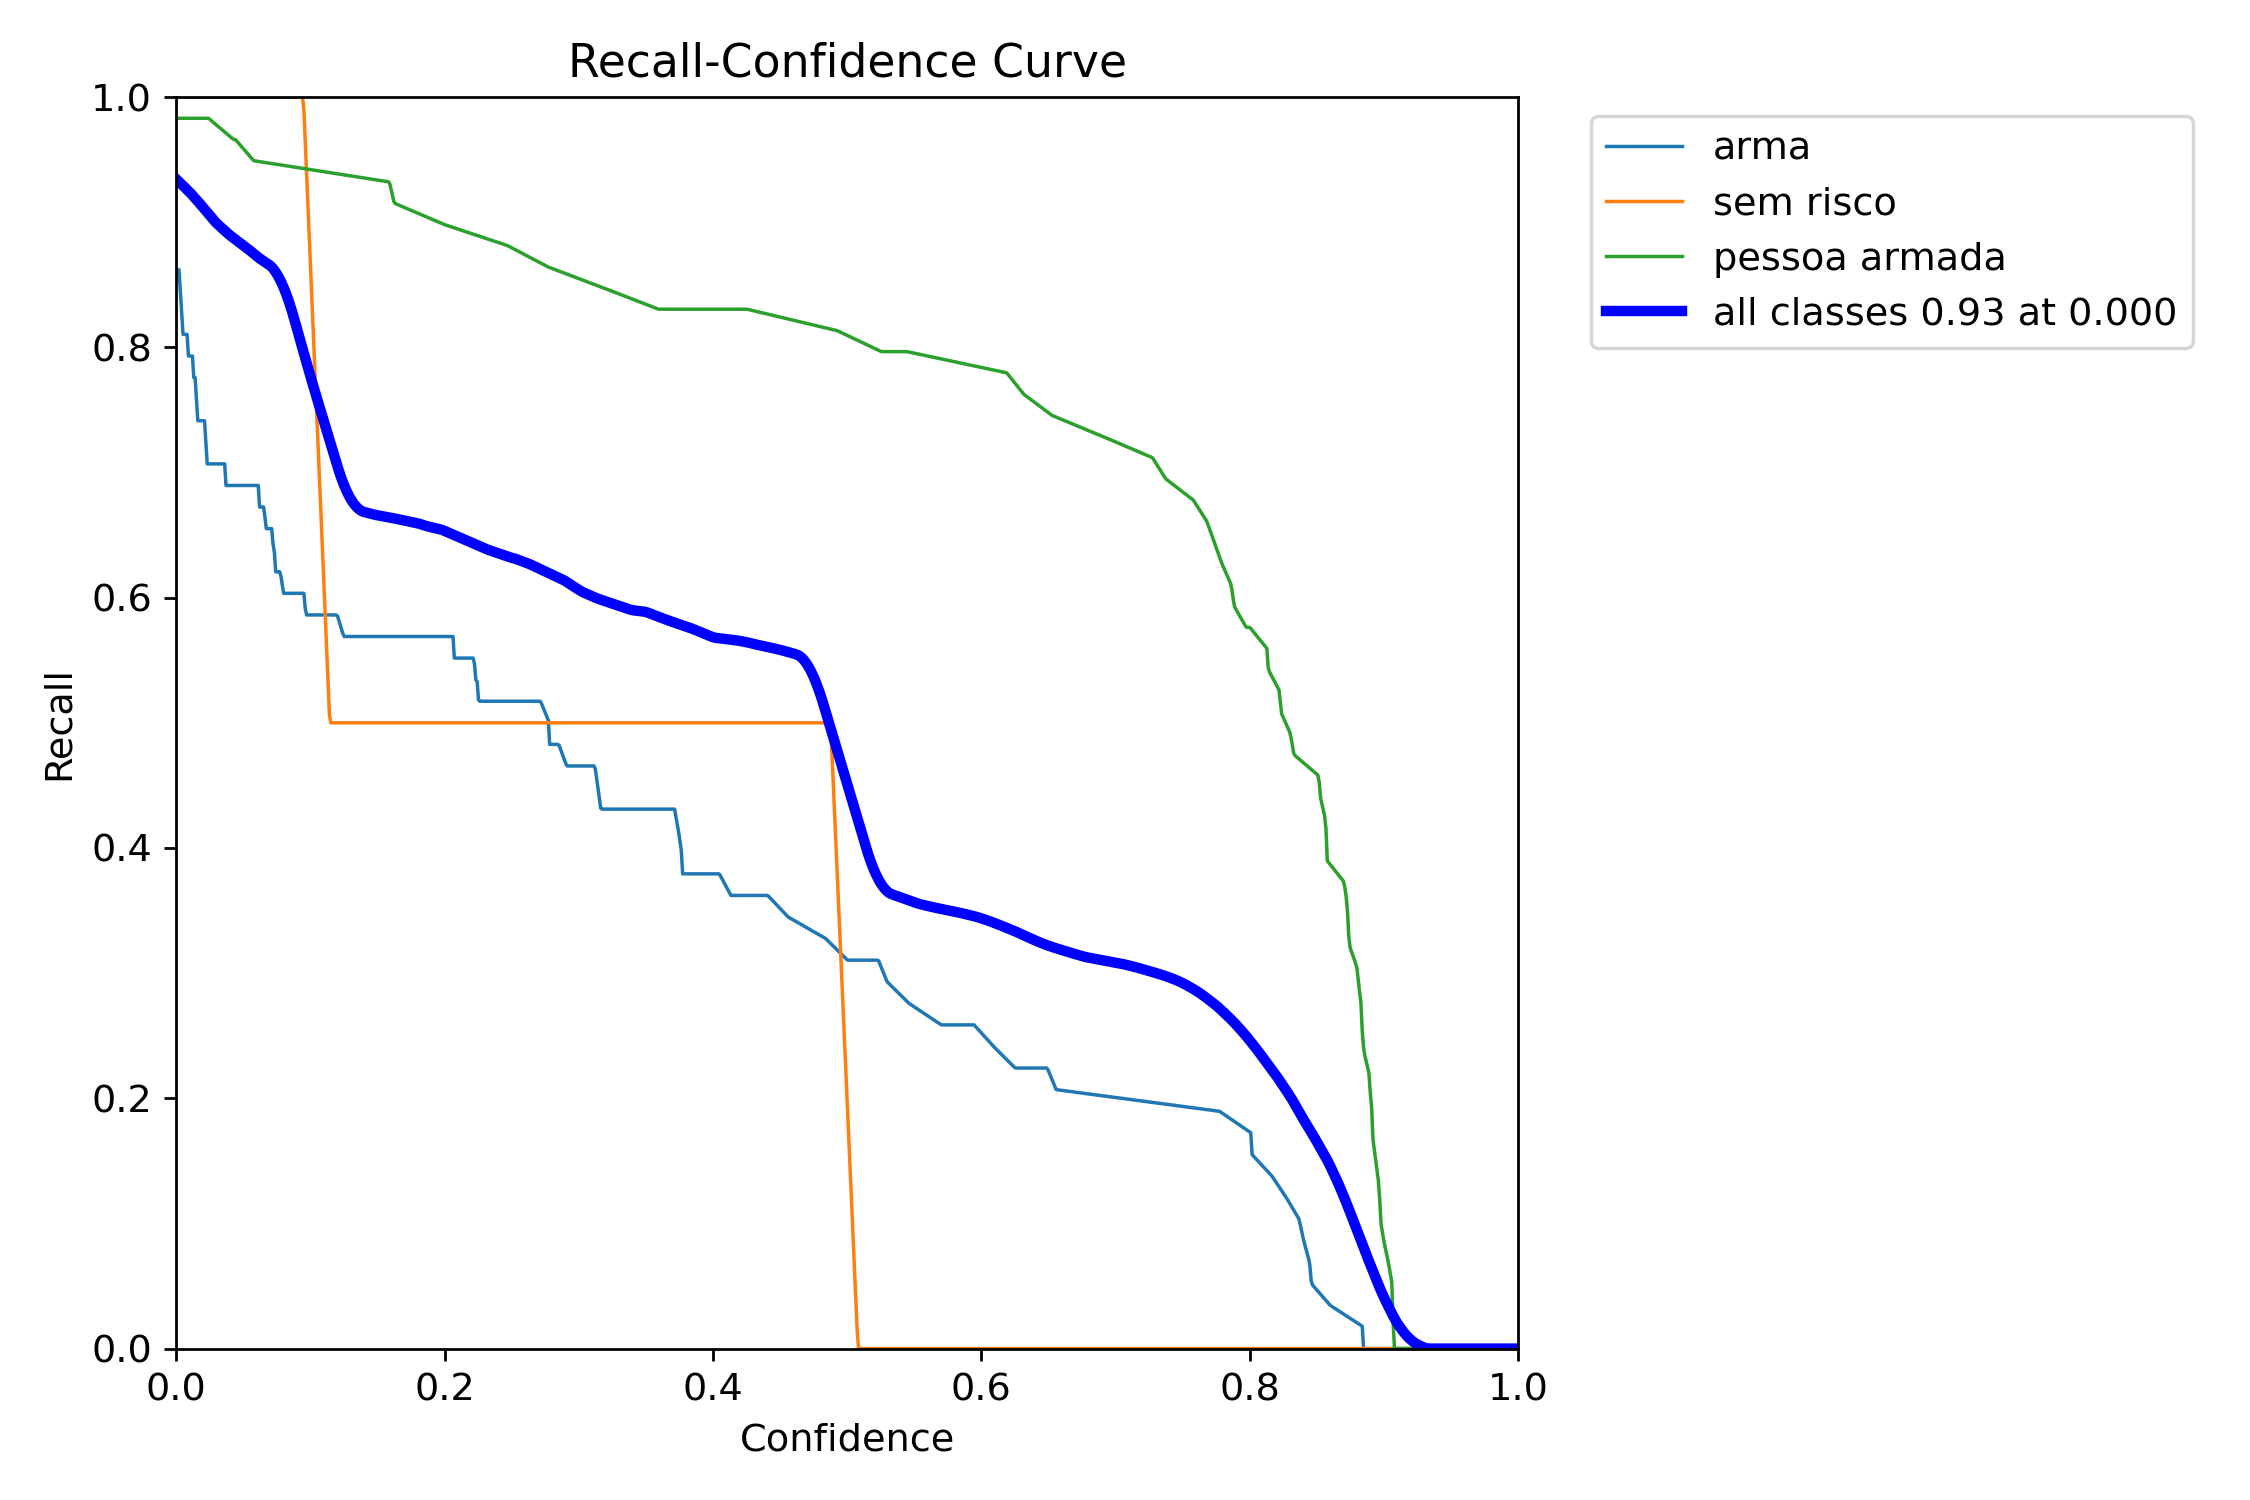 Recall-Confidence Curve
1.0
0.8
0.6
0.4
0.2
0.0
Recall
0.0 0.2 0.4 0.6 0.8 1.0
Confidence
arma
sem risco
pessoa armada
all classes 0.93 at 0.000